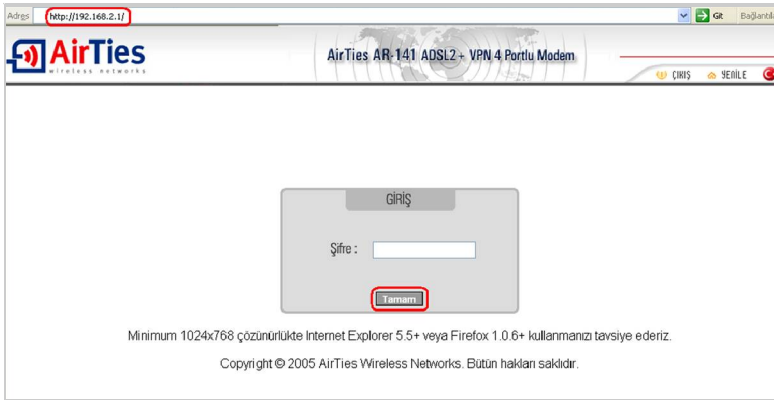 Adres http://192.168.2.1/ Git Bağlantıla
AirTies
wireless networks
AirTies AR-141 ADSL2+ VPN 4 Portlu Modem
ÇIKIŞ YENİLE
GİRİŞ
Şifre :
Tamam
Minimum 1024x768 çözünürlükte Internet Explorer 5.5+ veya Firefox 1.0.6+ kullanmanızı tavsiye ederiz.
Copyright © 2005 AirTies Wireless Networks. Bütün hakları saklıdır.